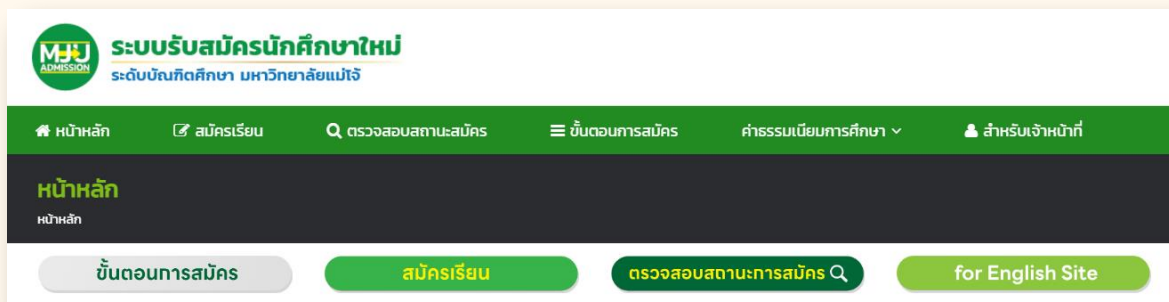 MJU
ADMISSION
ระบบรับสมัครนักศึกษาใหม่
ระดับบัณฑิตศึกษา มหาวิทยาลัยแม่โจ้
หน้าหลัก สมัครเรียน ตรวจสอบสถานะสมัคร ขั้นตอนการสมัคร ค่าธรรมเนียมการศึกษา สำหรับเจ้าหน้าที่
หน้าหลัก
หน้าหลัก
ขั้นตอนการสมัคร สมัครเรียน ตรวจสอบสถานะการสมัคร for English Site